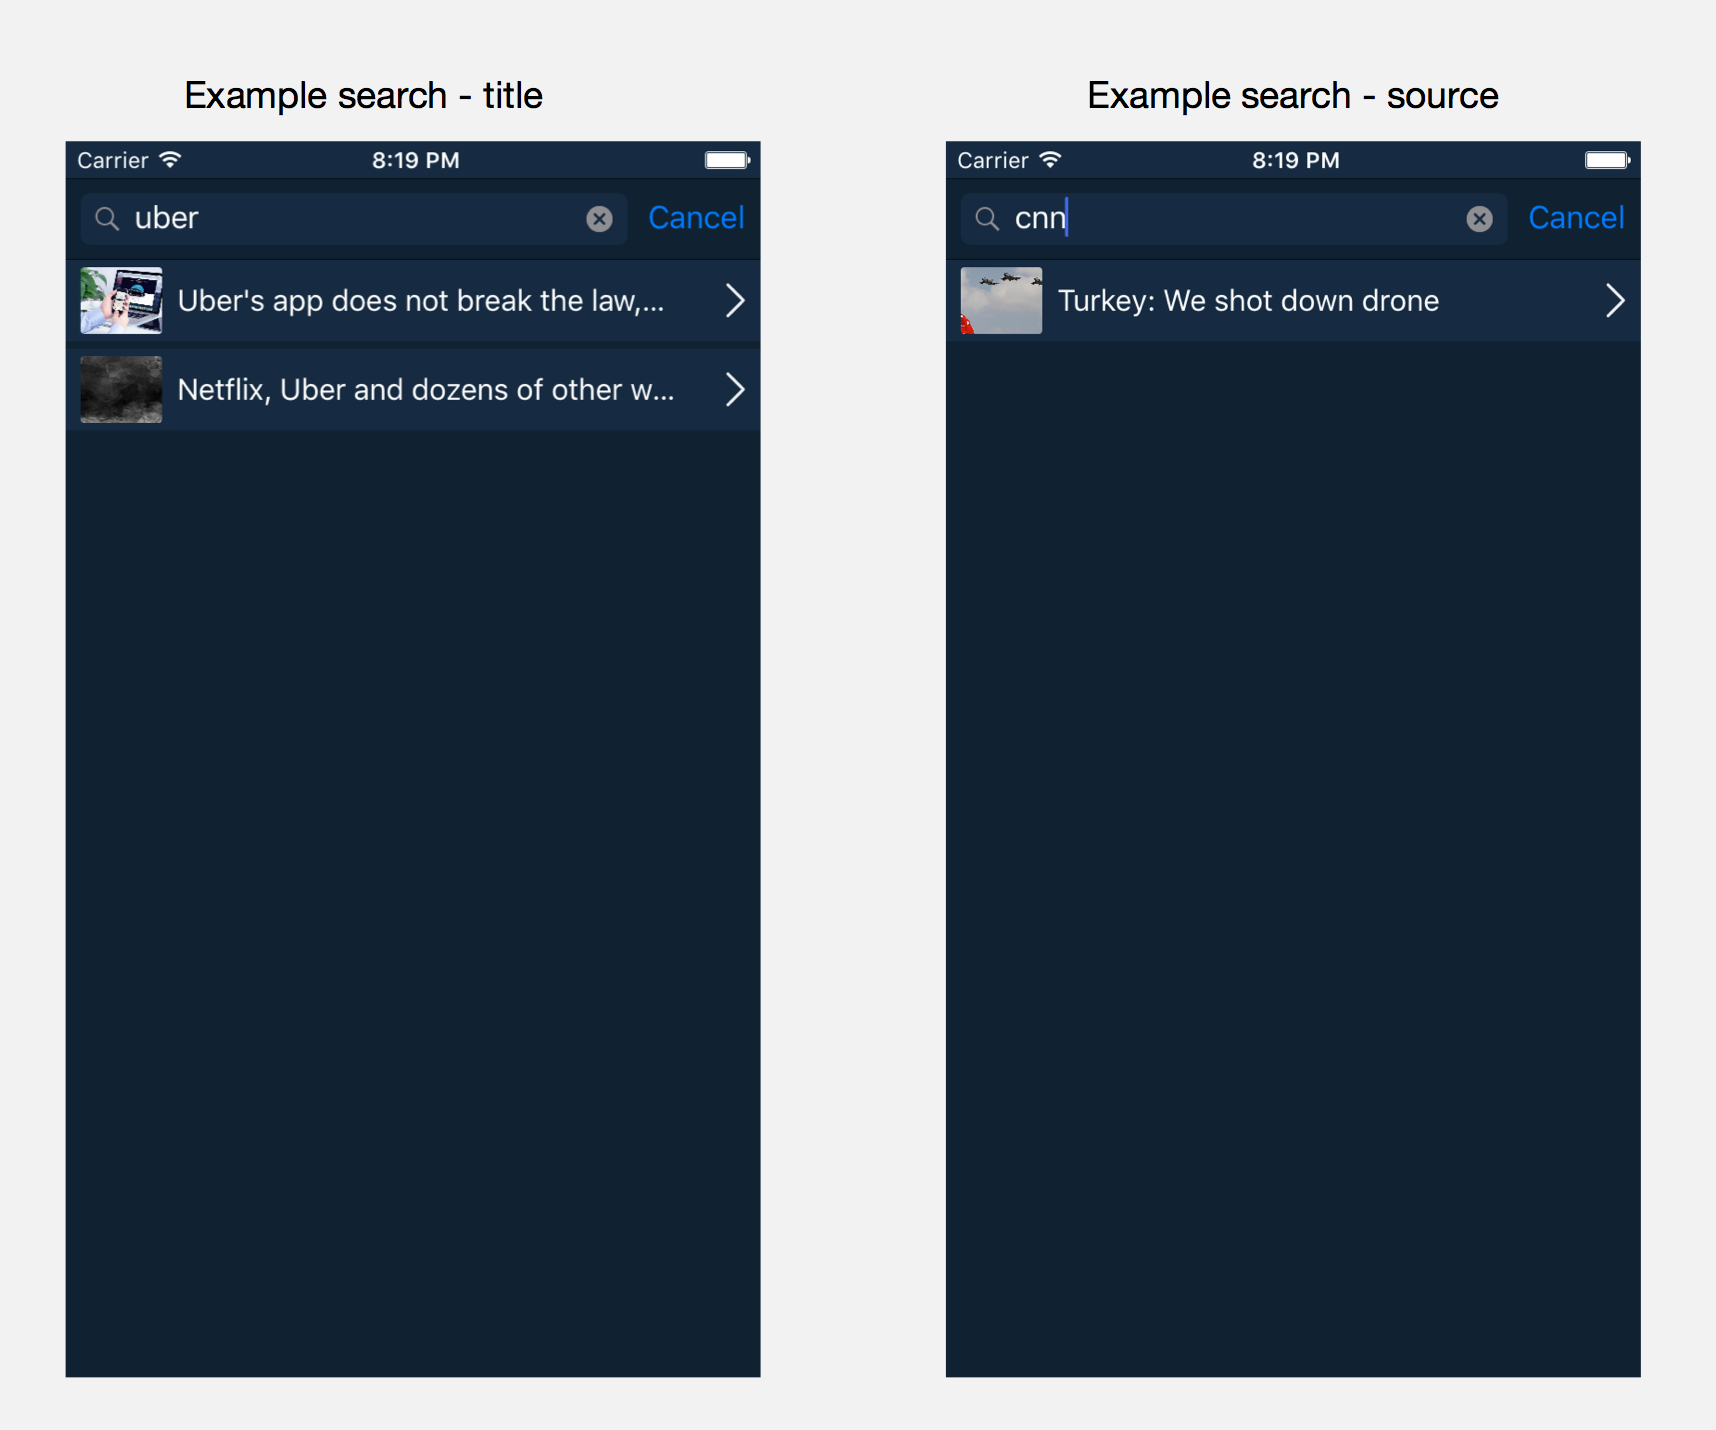 Example search - title
Carrier 8:19 PM
uber Cancel
Uber's app does not break the law,...
Netflix, Uber and dozens of other w...
Example search - source
Carrier 8:19 PM
cnn Cancel
Turkey: We shot down drone